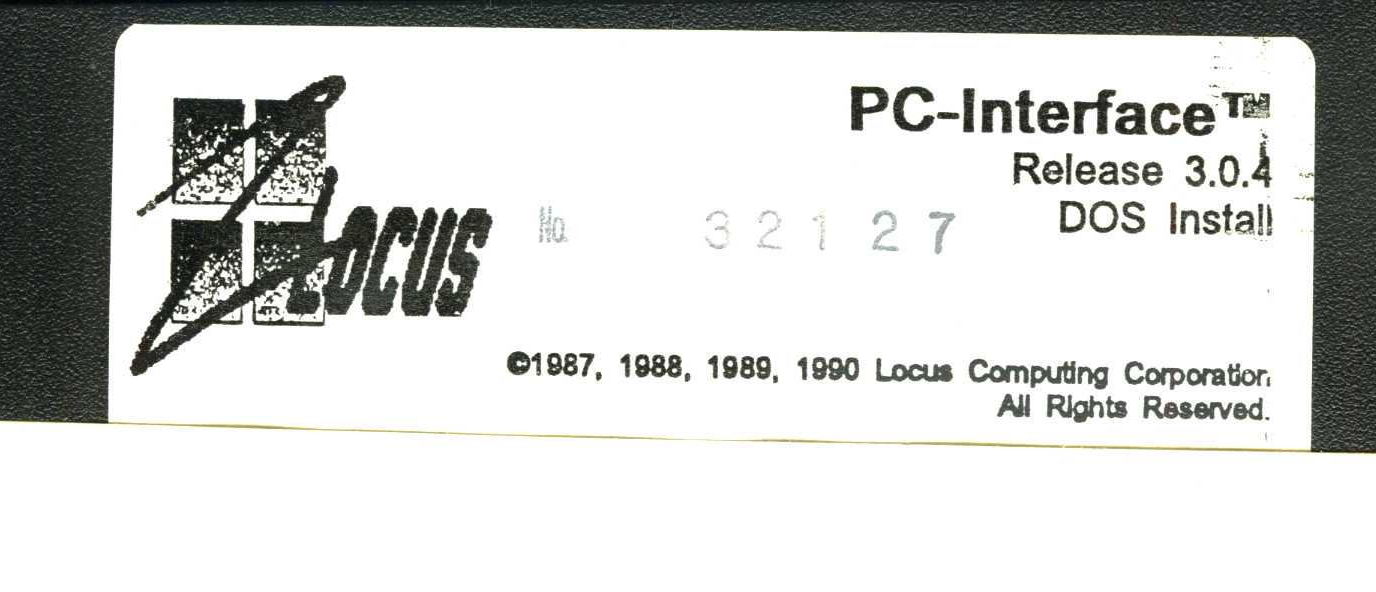 PC-Interface™
Release 3.0.4
DOS Install
LOCUS
No. 32127
©1987, 1988, 1989, 1990 Locus Computing Corporation
All Rights Reserved.